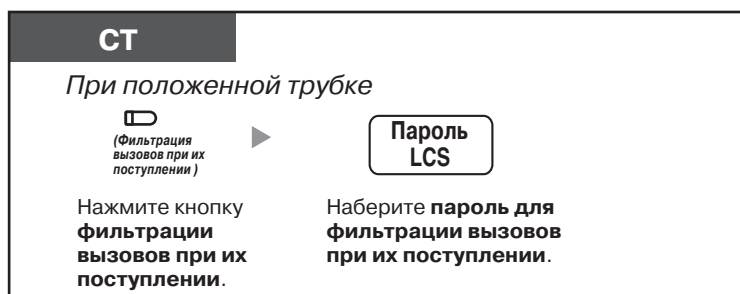 СТ
При положенной трубке
(Фильтрация
вызовов при их
поступлении )
Пароль
LCS
Нажмите кнопку
фильтрации
вызовов при их
поступлении.
Наберите пароль для
фильтрации вызовов
при их поступлении.